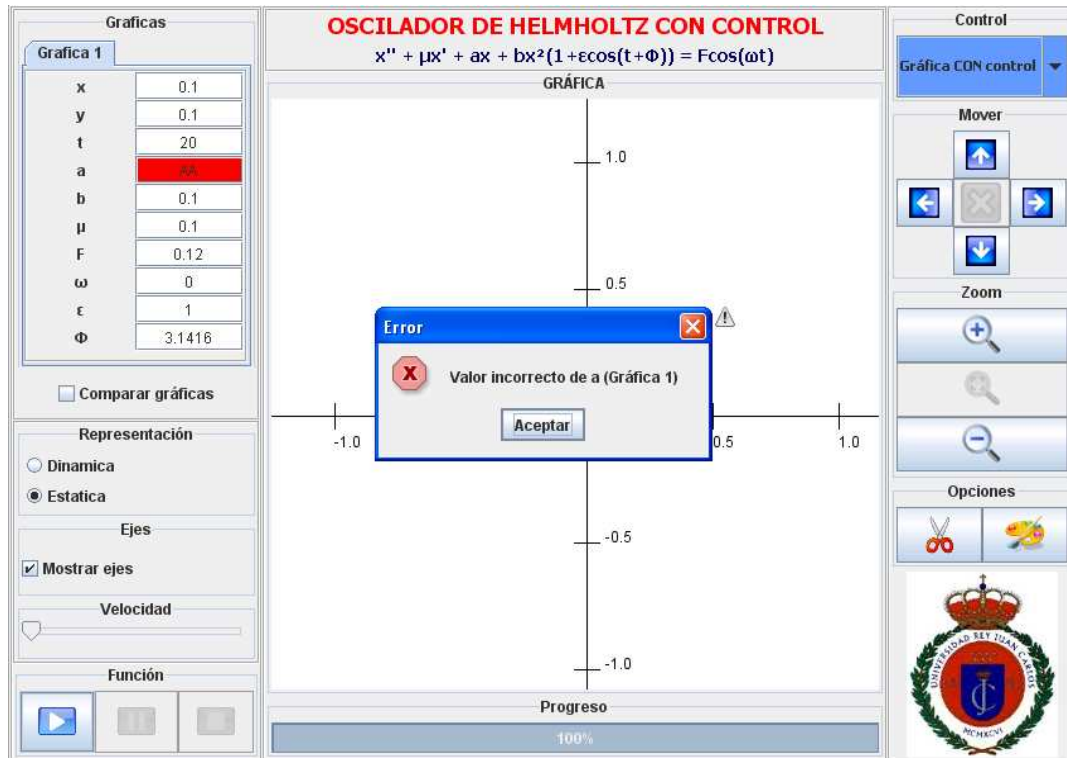 Graficas
Grafica 1
x 0.1
y 0.1
t 20
a AA
b 0.1
μ 0.1
F 0.12
ω 0
ε 1
Φ 3.1416
Comparar gráficas
Representación
Dinamica
Estatica
Ejes
Mostrar ejes
Velocidad
Función
OSCILADOR DE HELMHOLTZ CON CONTROL
x'' + μx' + ax + bx²(1+εcos(t+Φ)) = Fcos(ωt)
GRÁFICA
1.0
0.5
-1.0
0.5
1.0
-0.5
-1.0
Error
Valor incorrecto de a (Gráfica 1)
Aceptar
Progreso
100%
Control
Gráfica CON control
Mover
Zoom
Opciones
UNIVERSIDAD REY JUAN CARLOS
MCMXCVI